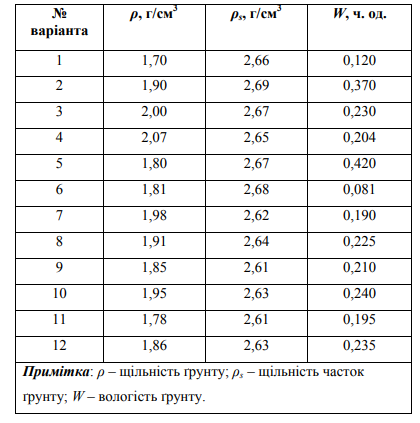 № варіанта ρ, г/см³ ρs, г/см³ W, ч. од.
1 1,70 2,66 0,120
2 1,90 2,69 0,370
3 2,00 2,67 0,230
4 2,07 2,65 0,204
5 1,80 2,67 0,420
6 1,81 2,68 0,081
7 1,98 2,62 0,190
8 1,91 2,64 0,225
9 1,85 2,61 0,210
10 1,95 2,63 0,240
11 1,78 2,61 0,195
12 1,86 2,63 0,235
Примітка: ρ – щільність ґрунту; ρs – щільність часток
ґрунту; W – вологість ґрунту.